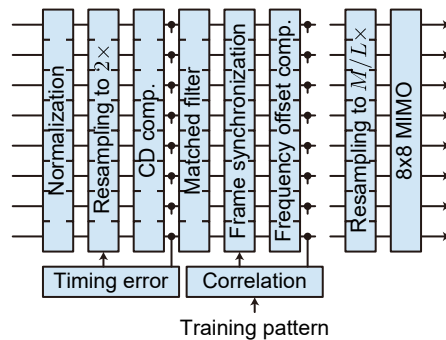 Normalization
Resampling to 2×
CD comp.
Matched filter
Frame synchronization
Frequency offset comp.
Resampling to M/L×
8x8 MIMO
Timing error
Correlation
Training pattern